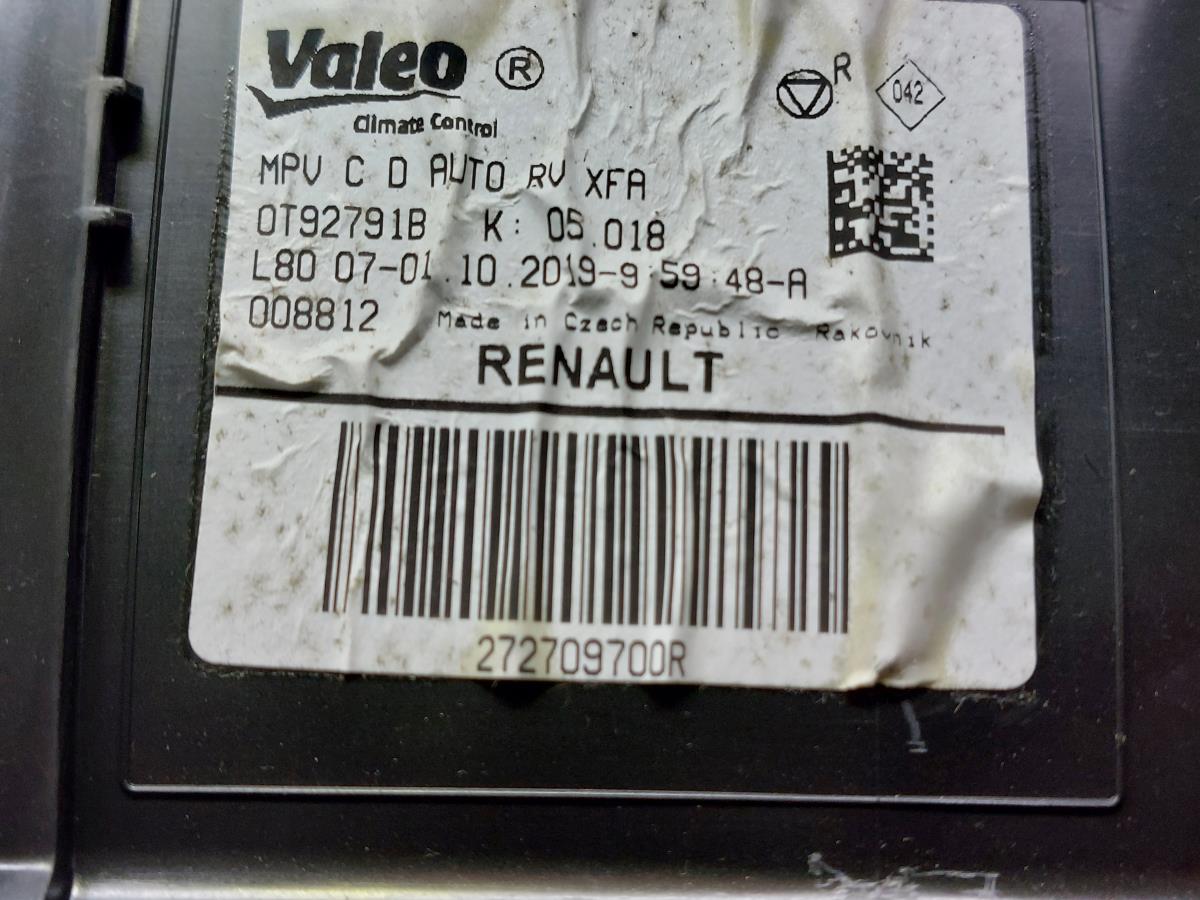 Valeo ®
Climate Control
R
042
MPV C D AUTO RV XFA
0T92791B K: 05.018
L80 07-01.10.2019-9:59:48-A
008812 Made in Czech Republic Rakovnik
RENAULT
272709700R